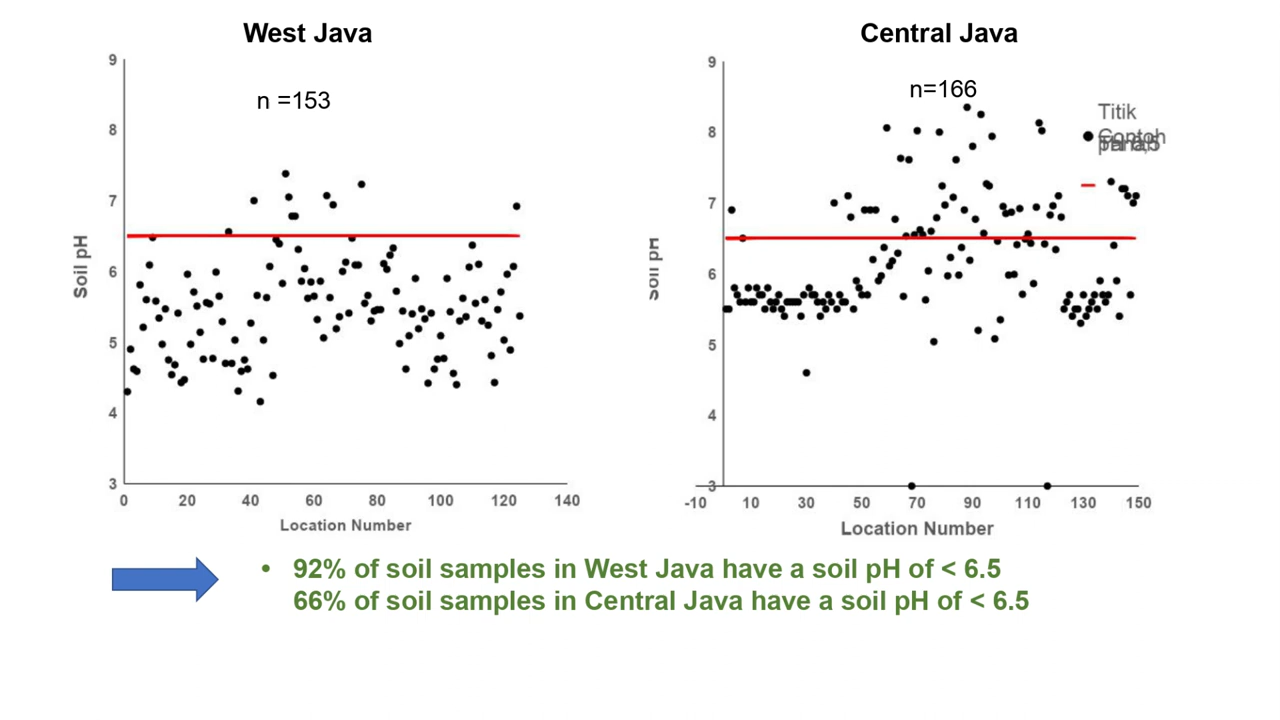 West Java
Central Java
9
8
7
6
5
4
3
n =153
Soil pH
0 20 40 60 80 100 120 140
Location Number
9
8
7
6
5
4
3
n=166
Titik
Contoh
Soil pH
-10 10 30 50 70 90 110 130 150
Location Number
• 92% of soil samples in West Java have a soil pH of < 6.5
66% of soil samples in Central Java have a soil pH of < 6.5